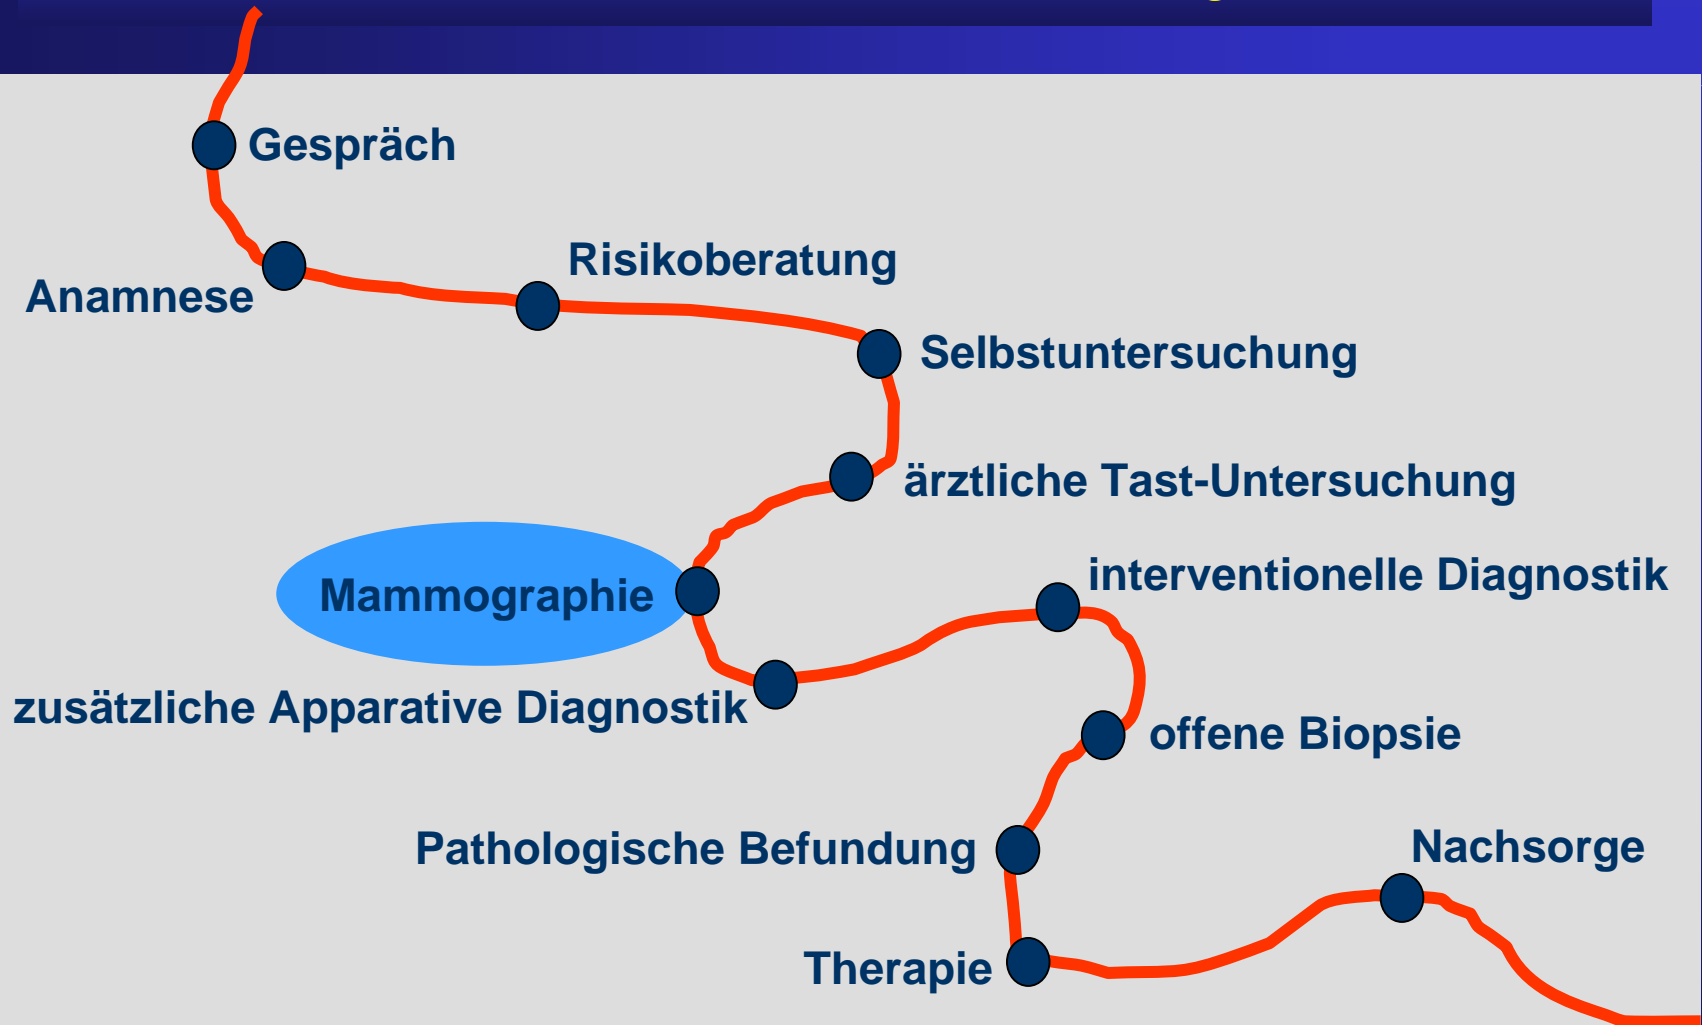 Gespräch
Anamnese
Risikoberatung
Selbstuntersuchung
ärztliche Tast-Untersuchung
Mammographie
interventionelle Diagnostik
zusätzliche Apparative Diagnostik
offene Biopsie
Pathologische Befundung
Nachsorge
Therapie